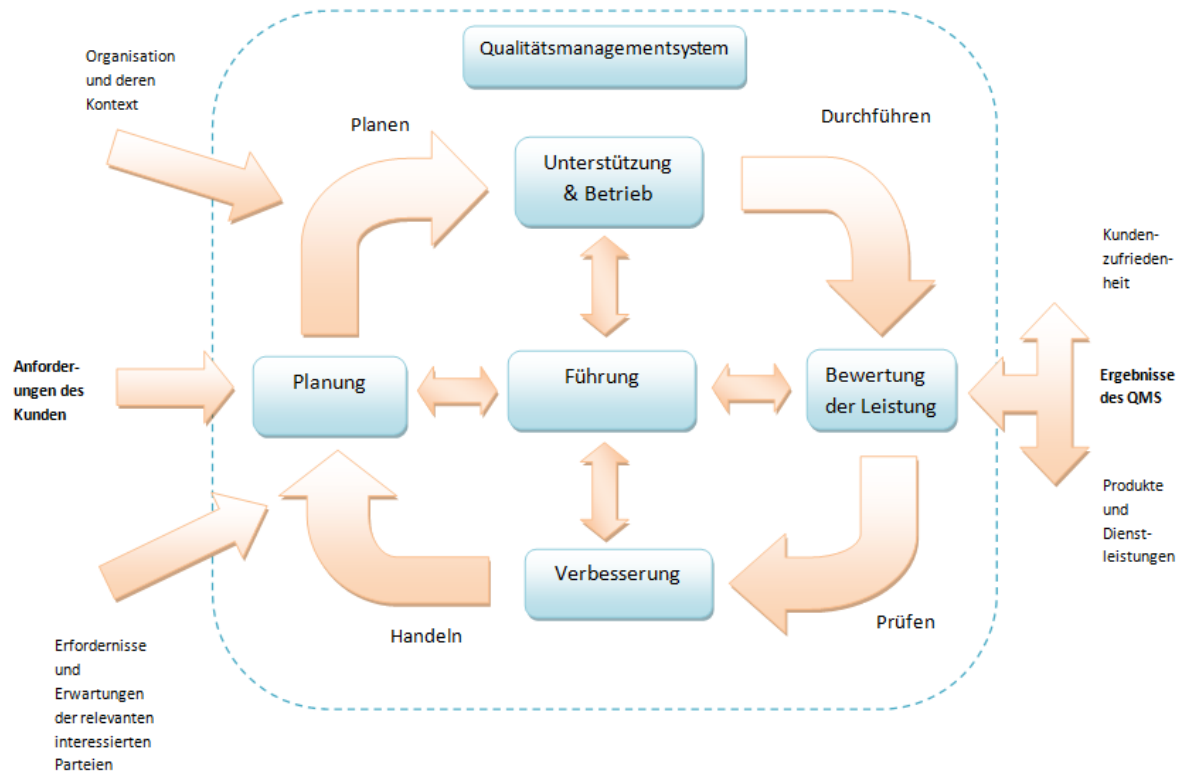 Qualitätsmanagementsystem
Organisation
und deren
Kontext
Planen
Durchführen
Unterstützung
& Betrieb
Kunden-
zufrieden-
heit
Anforder-
ungen des
Kunden
Planung
Führung
Bewertung
der Leistung
Ergebnisse
des QMS
Produkte
und
Dienst-
leistungen
Verbesserung
Handeln
Prüfen
Erfordernisse
und
Erwartungen
der relevanten
interessierten
Parteien